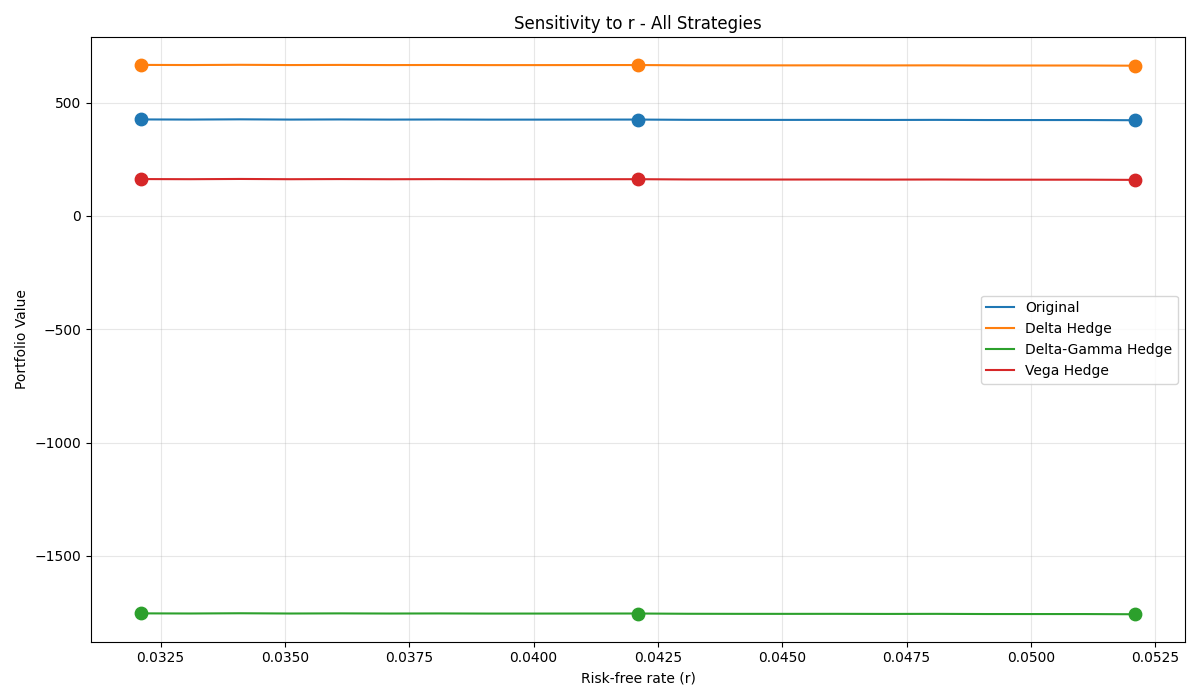 Sensitivity to r - All Strategies
Portfolio Value
500
0
−500
−1000
−1500
Original
Delta Hedge
Delta-Gamma Hedge
Vega Hedge
0.0325 0.0350 0.0375 0.0400 0.0425 0.0450 0.0475 0.0500 0.0525
Risk-free rate (r)